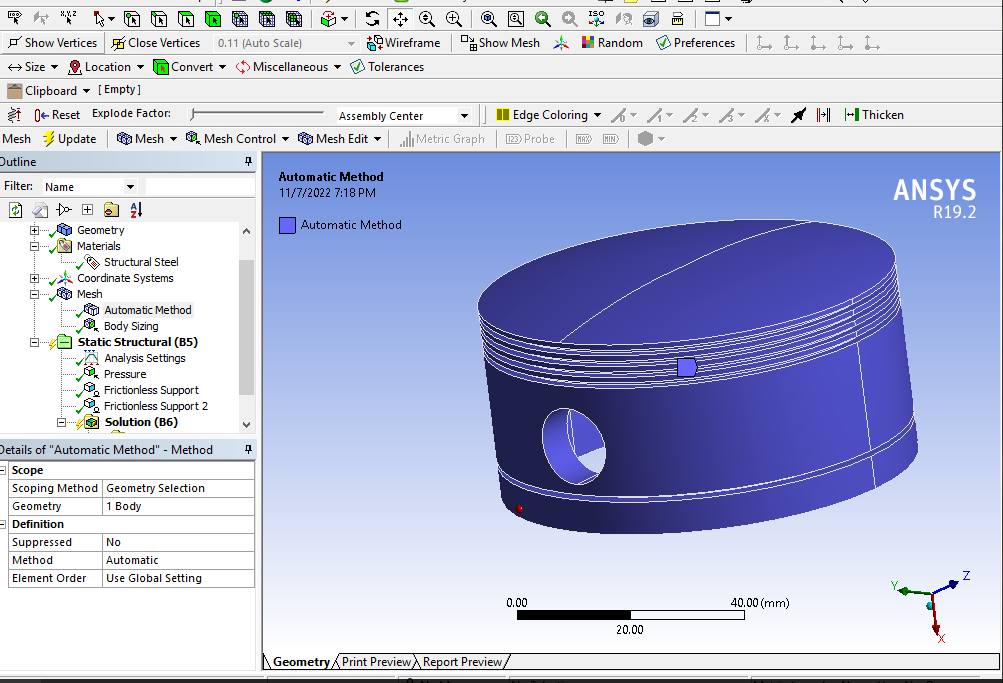 Show Vertices Close Vertices 0.11 (Auto Scale) Wireframe Show Mesh Random Preferences
Size Location Convert Miscellaneous Tolerances
Clipboard [ Empty ]
Reset Explode Factor: Assembly Center Edge Coloring Thicken
Mesh Update Mesh Mesh Control Mesh Edit Metric Graph Probe MAX MIN
Outline
Filter: Name
Geometry
Materials
Structural Steel
Coordinate Systems
Mesh
Automatic Method
Body Sizing
Static Structural (B5)
Analysis Settings
Pressure
Frictionless Support
Frictionless Support 2
Solution (B6)
Details of "Automatic Method" - Method
Scope
Scoping Method Geometry Selection
Geometry 1 Body
Definition
Suppressed No
Method Automatic
Element Order Use Global Setting
Automatic Method
11/7/2022 7:18 PM
Automatic Method
ANSYS
R19.2
0.00 40.00 (mm)
20.00
Y Z
X
Geometry Print Preview Report Preview